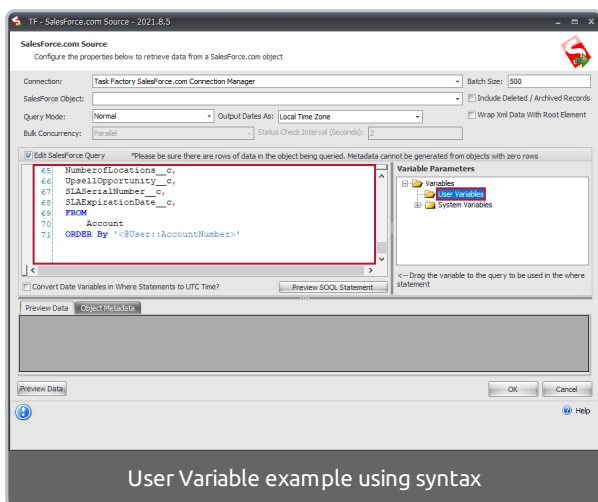 TF - SalesForce.com Source - 2021.8.5
SalesForce.com Source
Configure the properties below to retrieve data from a SalesForce.com object
Connection: Task Factory SalesForce.com Connection Manager Batch Size: 500
SalesForce Object: Include Deleted / Archived Records
Query Mode: Normal Output Dates As: Local Time Zone Wrap Xml Data With Root Element
Bulk Concurrency: Parallel Status Check Interval (Seconds): 2
Edit SalesForce Query *Please be sure there are rows of data in the object being queried. Metadata cannot be generated from objects with zero rows
65 NumberofLocations__c,
66 UpsellOpportunity__c,
67 SLASerialNumber__c,
68 SLAExpirationDate__c,
69 FROM
70 Account
71 ORDER By '<@User::AccountNumber>'
Variable Parameters
Variables
User Variables
System Variables
<-- Drag the variable to the query to be used in the where
statement
Convert Date Variables in Where Statements to UTC Time? Preview SOQL Statement
Preview Data Object Metadata
Preview Data OK Cancel
Help
User Variable example using syntax